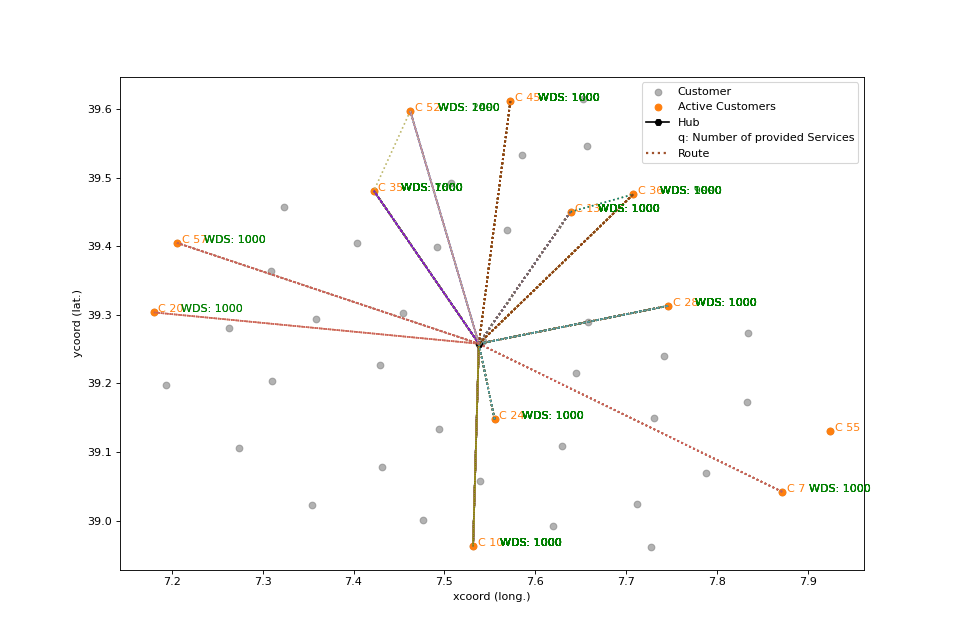 Customer
Active Customers
Hub
q: Number of provided Services
Route
C 52 WDS: 1000
C 45 WDS: 1000
C 35 WDS: 1000
C 36 WDS: 1000
C 13 WDS: 1000
C 57 WDS: 1000
C 20 WDS: 1000
C 28 WDS: 1000
C 24 WDS: 1000
C 55
C 7 WDS: 1000
C 10 WDS: 1000
39.6
39.5
39.4
39.3
39.2
39.1
39.0
ycoord (lat.)
7.2 7.3 7.4 7.5 7.6 7.7 7.8 7.9
xcoord (long.)